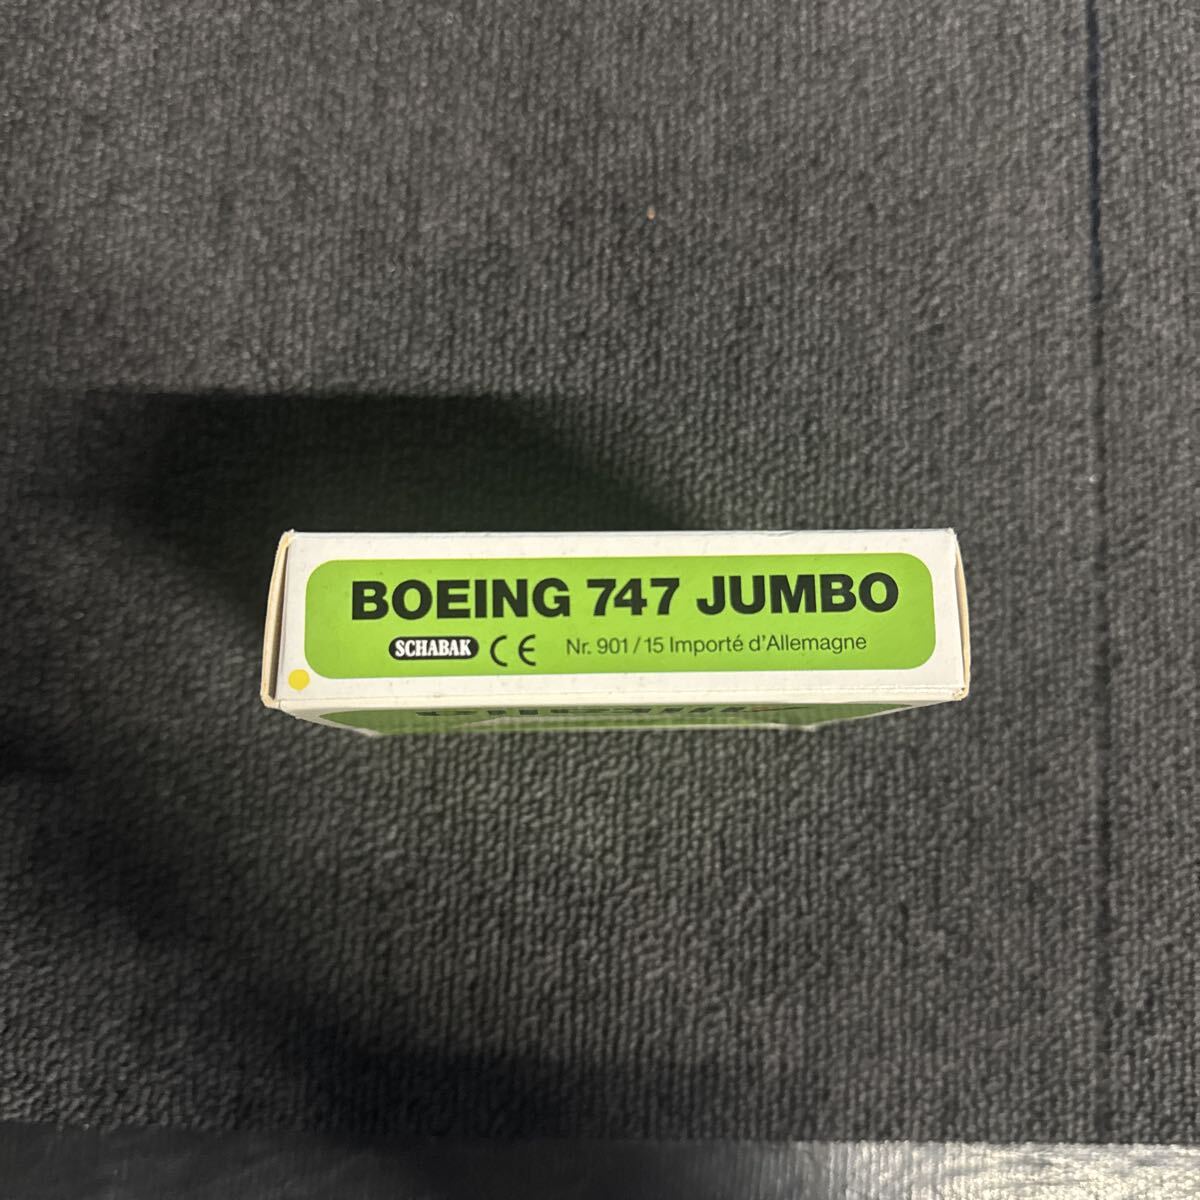 BOEING 747 JUMBO
SCHABAK CE Nr. 901/15 Importé d'Allemagne